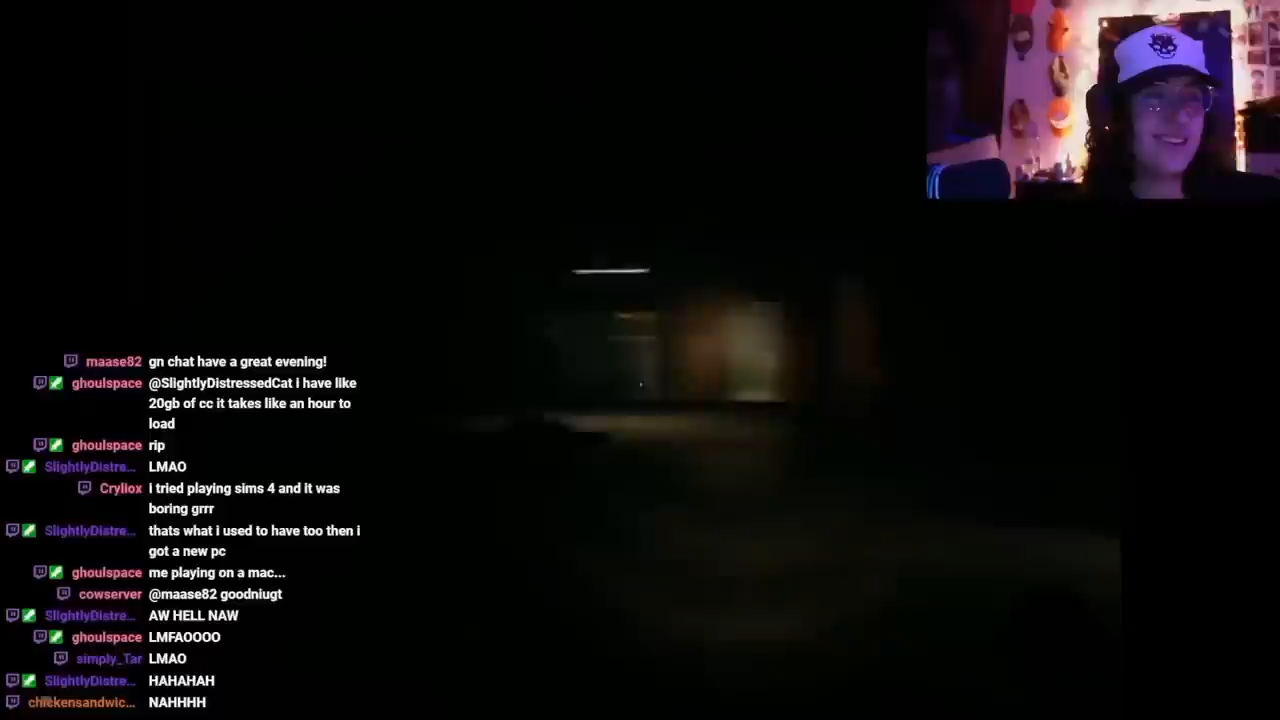 maase82 gn chat have a great evening!
ghoulspace @SlightlyDistressedCat i have like
20gb of cc it takes like an hour to
load
ghoulspace rip
SlightlyDistre... LMAO
Cryliox i tried playing sims 4 and it was
boring grrr
SlightlyDistre... thats what i used to have too then i
got a new pc
ghoulspace me playing on a mac...
cowserver @maase82 goodniugt
SlightlyDistre... AW HELL NAW
ghoulspace LMFAOOOO
simply_Tar LMAO
SlightlyDistre... HAHAHAH
chickensandwic... NAHHHH